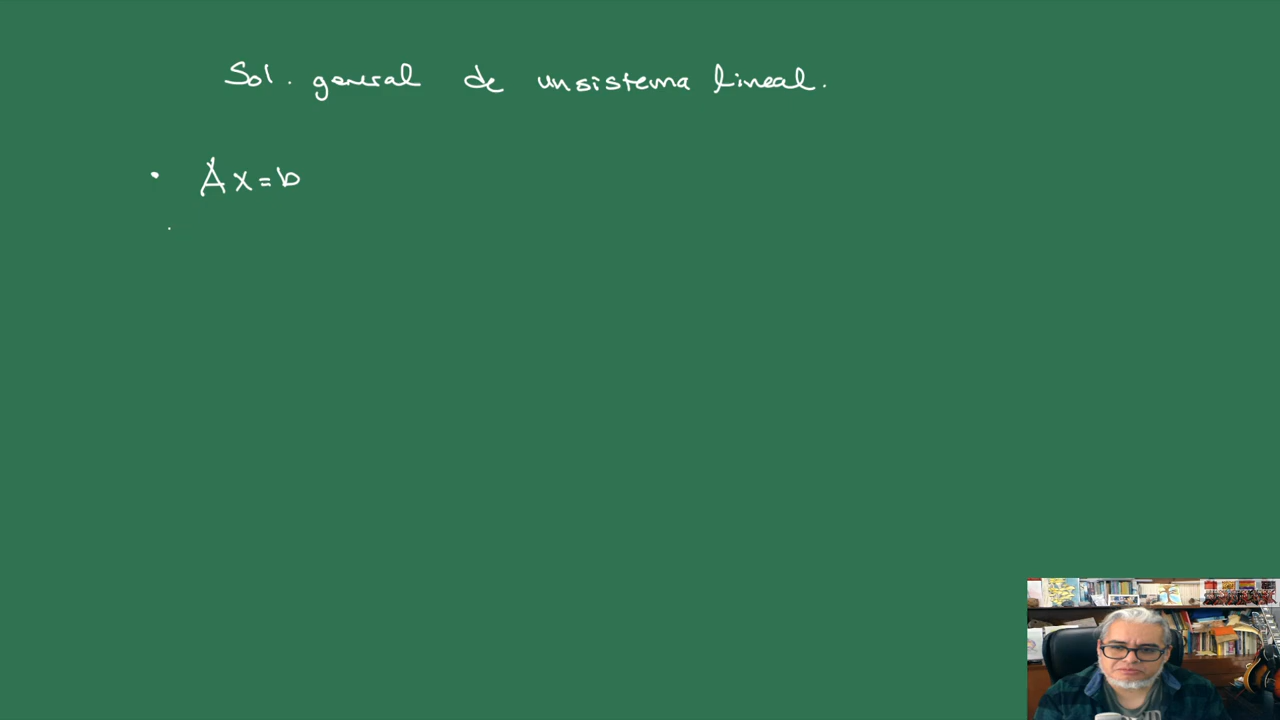 Sol. general de un sistema lineal.
• Ax=b